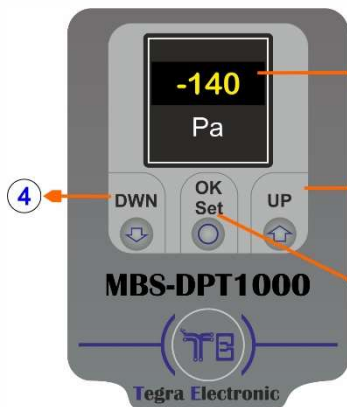 -140
Pa
4
DWN
OK
Set
UP
MBS-DPT1000
TE
Tegra Electronic